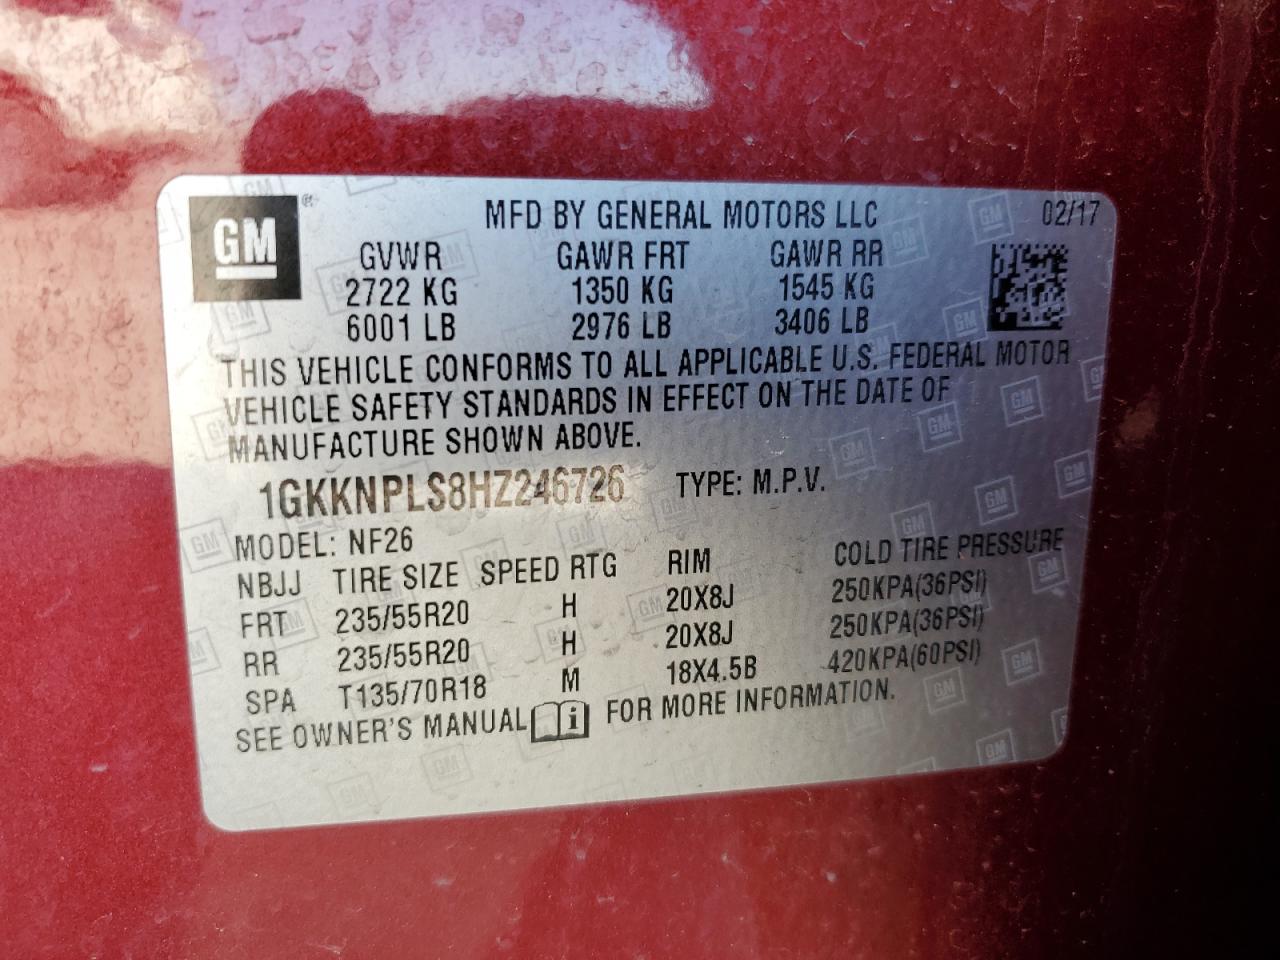 GM ® MFD BY GENERAL MOTORS LLC 02/17
GVWR GAWR FRT GAWR RR
2722 KG 1350 KG 1545 KG
6001 LB 2976 LB 3406 LB
THIS VEHICLE CONFORMS TO ALL APPLICABLE U.S. FEDERAL MOTOR
VEHICLE SAFETY STANDARDS IN EFFECT ON THE DATE OF
MANUFACTURE SHOWN ABOVE.
1GKKNPLS8HZ246726 TYPE: M.P.V.
MODEL: NF26
NBJJ TIRE SIZE SPEED RTG RIM COLD TIRE PRESSURE
FRT 235/55R20 H 20X8J 250KPA(36PSI)
RR 235/55R20 H 20X8J 250KPA(36PSI)
SPA T135/70R18 M 18X4.5B 420KPA(60PSI)
SEE OWNER'S MANUAL i FOR MORE INFORMATION.